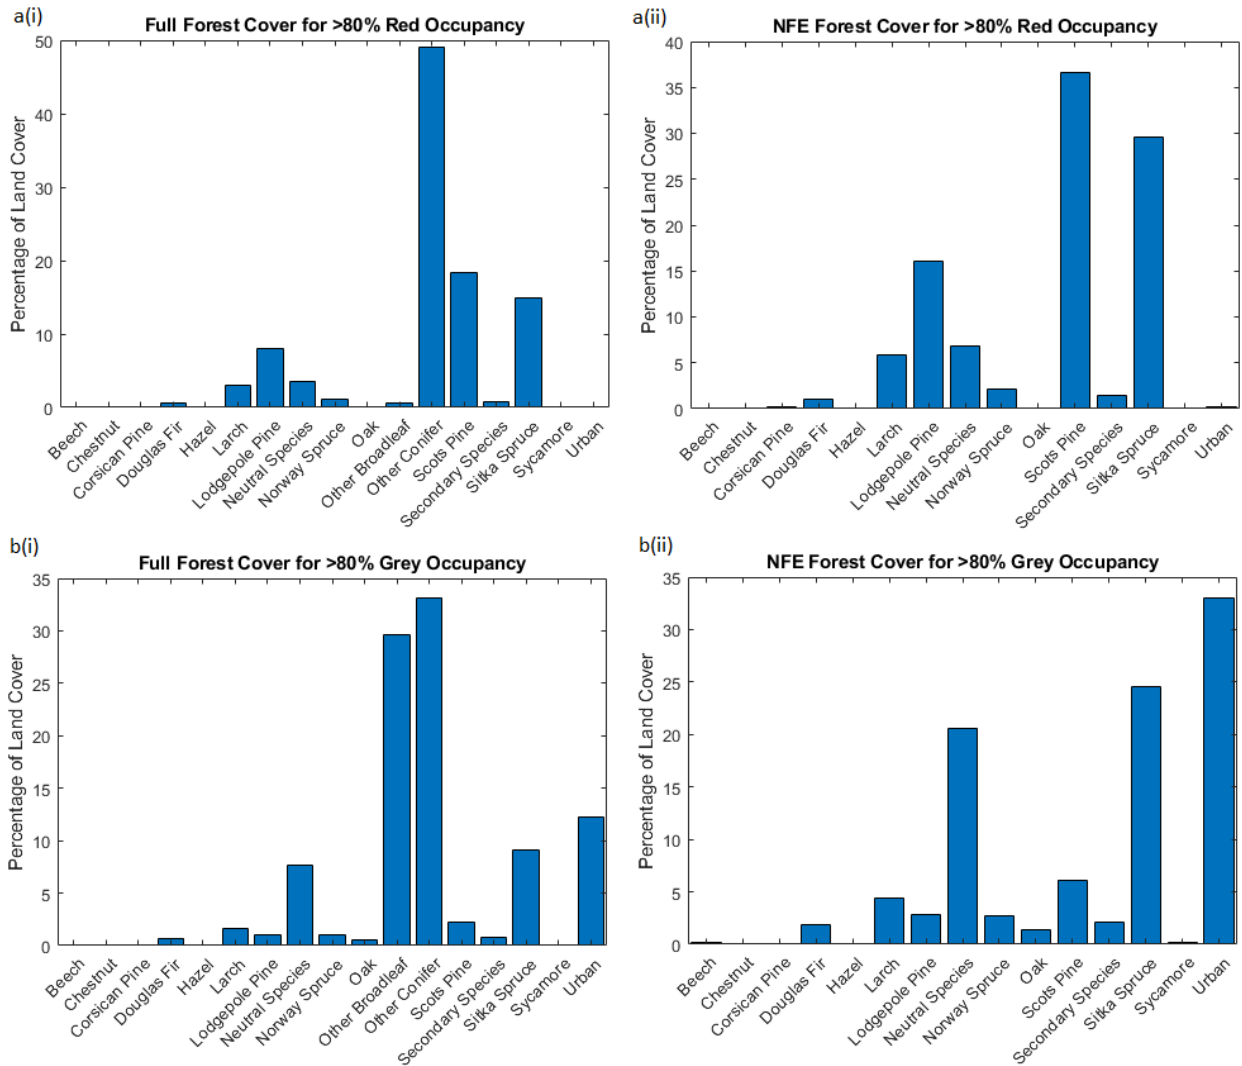 a(i)
Full Forest Cover for >80% Red Occupancy
Percentage of Land Cover
50
40
30
20
10
0
Beech
Chestnut
Corsican Pine
Douglas Fir
Hazel
Larch
Lodgepole Pine
Neutral Species
Norway Spruce
Oak
Other Broadleaf
Other Conifer
Scots Pine
Secondary Species
Sitka Spruce
Sycamore
Urban
a(ii)
NFE Forest Cover for >80% Red Occupancy
Percentage of Land Cover
40
35
30
25
20
15
10
5
0
Beech
Chestnut
Corsican Pine
Douglas Fir
Hazel
Larch
Lodgepole Pine
Neutral Species
Norway Spruce
Oak
Scots Pine
Secondary Species
Sitka Spruce
Sycamore
Urban
b(i)
Full Forest Cover for >80% Grey Occupancy
Percentage of Land Cover
35
30
25
20
15
10
5
0
Beech
Chestnut
Corsican Pine
Douglas Fir
Hazel
Larch
Lodgepole Pine
Neutral Species
Norway Spruce
Oak
Other Broadleaf
Other Conifer
Scots Pine
Secondary Species
Sitka Spruce
Sycamore
Urban
b(ii)
NFE Forest Cover for >80% Grey Occupancy
Percentage of Land Cover
35
30
25
20
15
10
5
0
Beech
Chestnut
Corsican Pine
Douglas Fir
Hazel
Larch
Lodgepole Pine
Neutral Species
Norway Spruce
Oak
Scots Pine
Secondary Species
Sitka Spruce
Sycamore
Urban